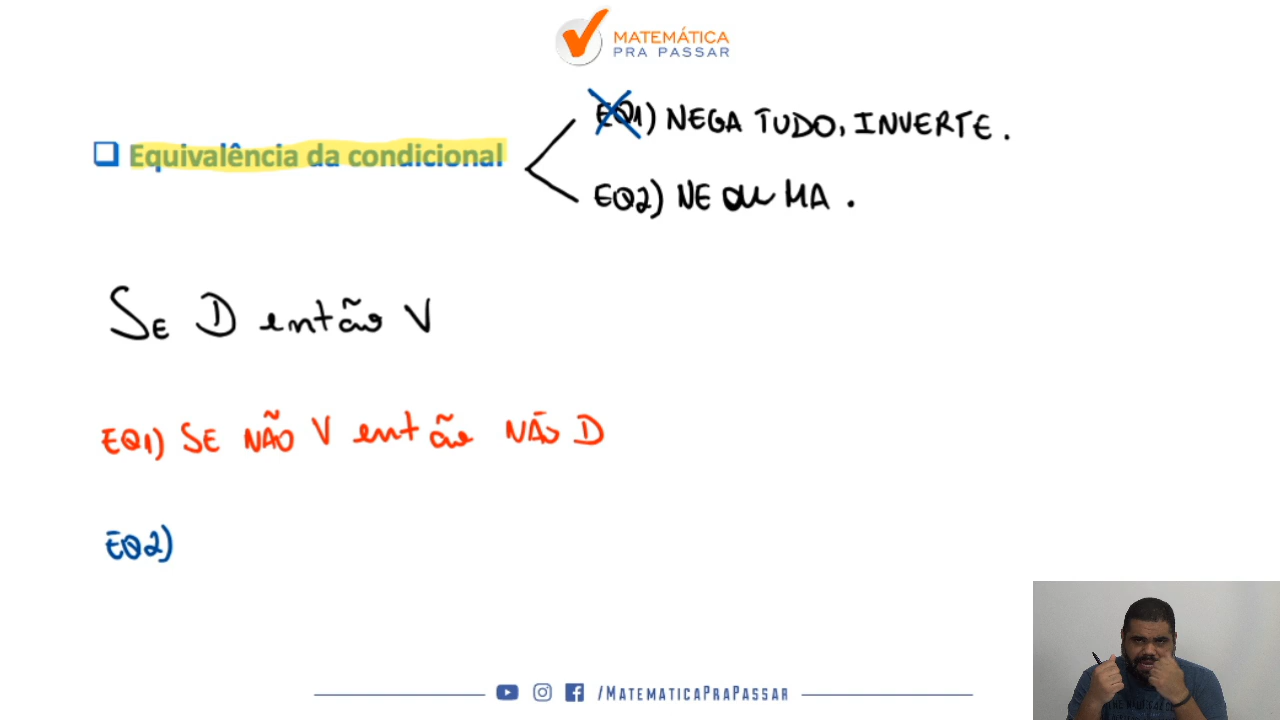 MATEMÁTICA
PRA PASSAR
EQ1) NEGA TUDO, INVERTE.
Equivalência da condicional
EQ2) NE OU MA.
SE D então V
EQ1) SE NÃO V então NÃO D
EQ2)
/MATEMATICAPRAPASSAR